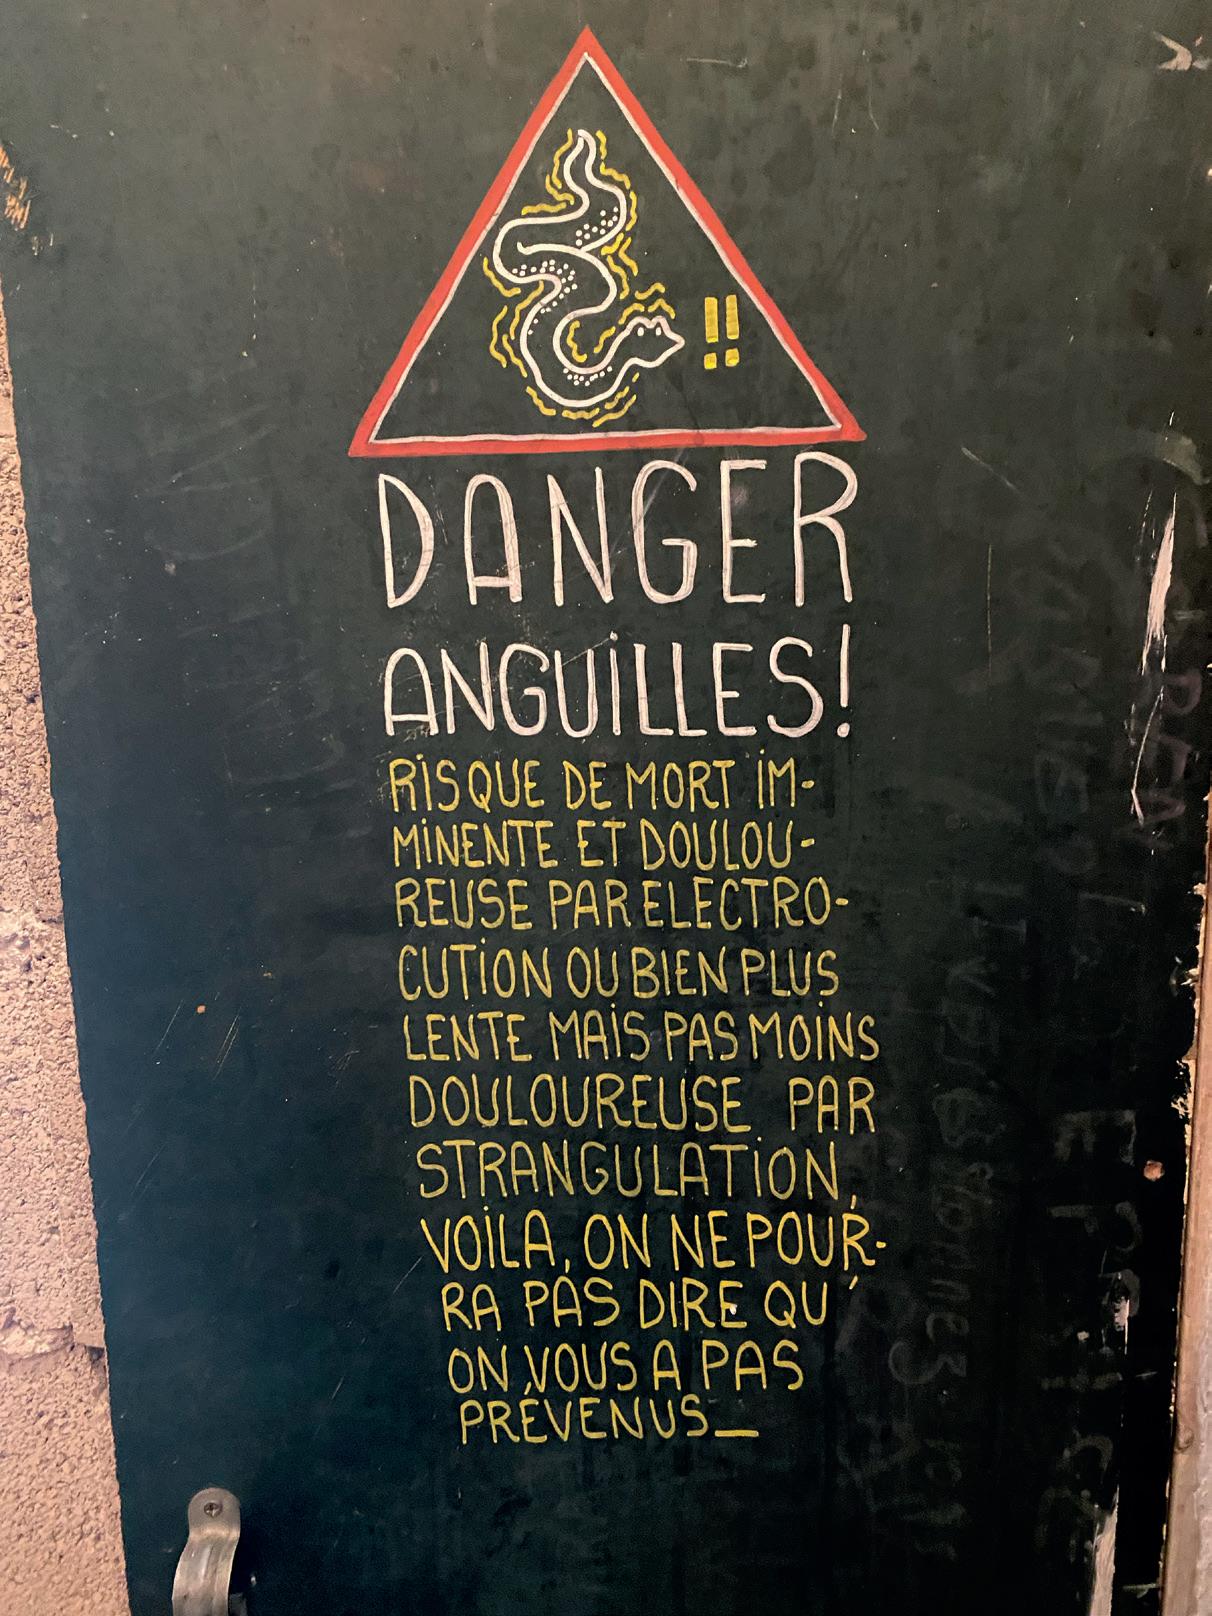 !!
DANGER
ANGUiLLES!
RiSQUE DE MORT iM-
MiNENTE ET DOULOU-
REUSE PAR ELECTRO-
CUTiON OU BIEN PLUS
LENTE MAiS PAS MOiNS
DOULOUREUSE PAR
STRANGULATiON,
VOiLA, ON NE POUR-
RA PAS DIRE QU'
ON VOUS A PAS
PRÉVENUS_